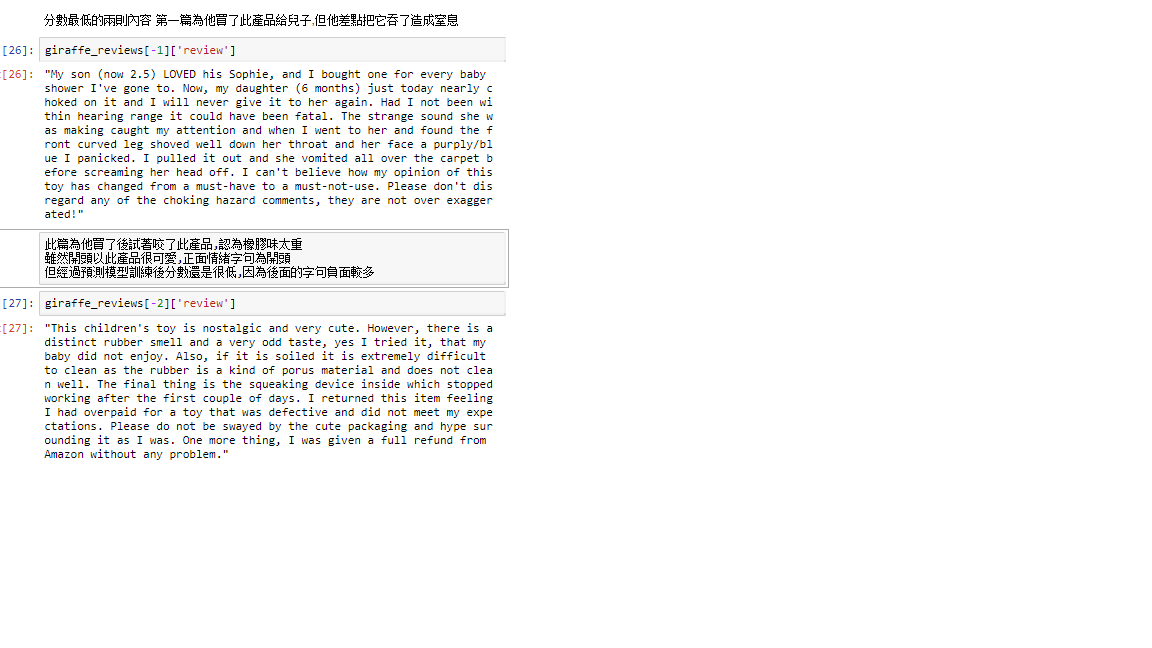 分數最低的兩則內容 第一篇為他買了此產品給兒子,但他差點把它吞了造成窒息
[26]: giraffe_reviews[-1]['review']
:[26]: "My son (now 2.5) LOVED his Sophie, and I bought one for every baby
shower I've gone to. Now, my daughter (6 months) just today nearly c
hoked on it and I will never give it to her again. Had I not been wi
thin hearing range it could have been fatal. The strange sound she w
as making caught my attention and when I went to her and found the f
ront curved leg shoved well down her throat and her face a purply/bl
ue I panicked. I pulled it out and she vomited all over the carpet b
efore screaming her head off. I can't believe how my opinion of this
toy has changed from a must-have to a must-not-use. Please don't dis
regard any of the choking hazard comments, they are not over exagger
ated!"
此篇為他買了後試著咬了此產品,認為橡膠味太重
雖然開頭以此產品很可愛,正面情緒字句為開頭
但經過預測模型訓練後分數還是很低,因為後面的字句負面較多
[27]: giraffe_reviews[-2]['review']
:[27]: "This children's toy is nostalgic and very cute. However, there is a
distinct rubber smell and a very odd taste, yes I tried it, that my
baby did not enjoy. Also, if it is soiled it is extremely difficult
to clean as the rubber is a kind of porus material and does not clea
n well. The final thing is the squeaking device inside which stopped
working after the first couple of days. I returned this item feeling
I had overpaid for a toy that was defective and did not meet my expe
ctations. Please do not be swayed by the cute packaging and hype sur
ounding it as I was. One more thing, I was given a full refund from
Amazon without any problem."